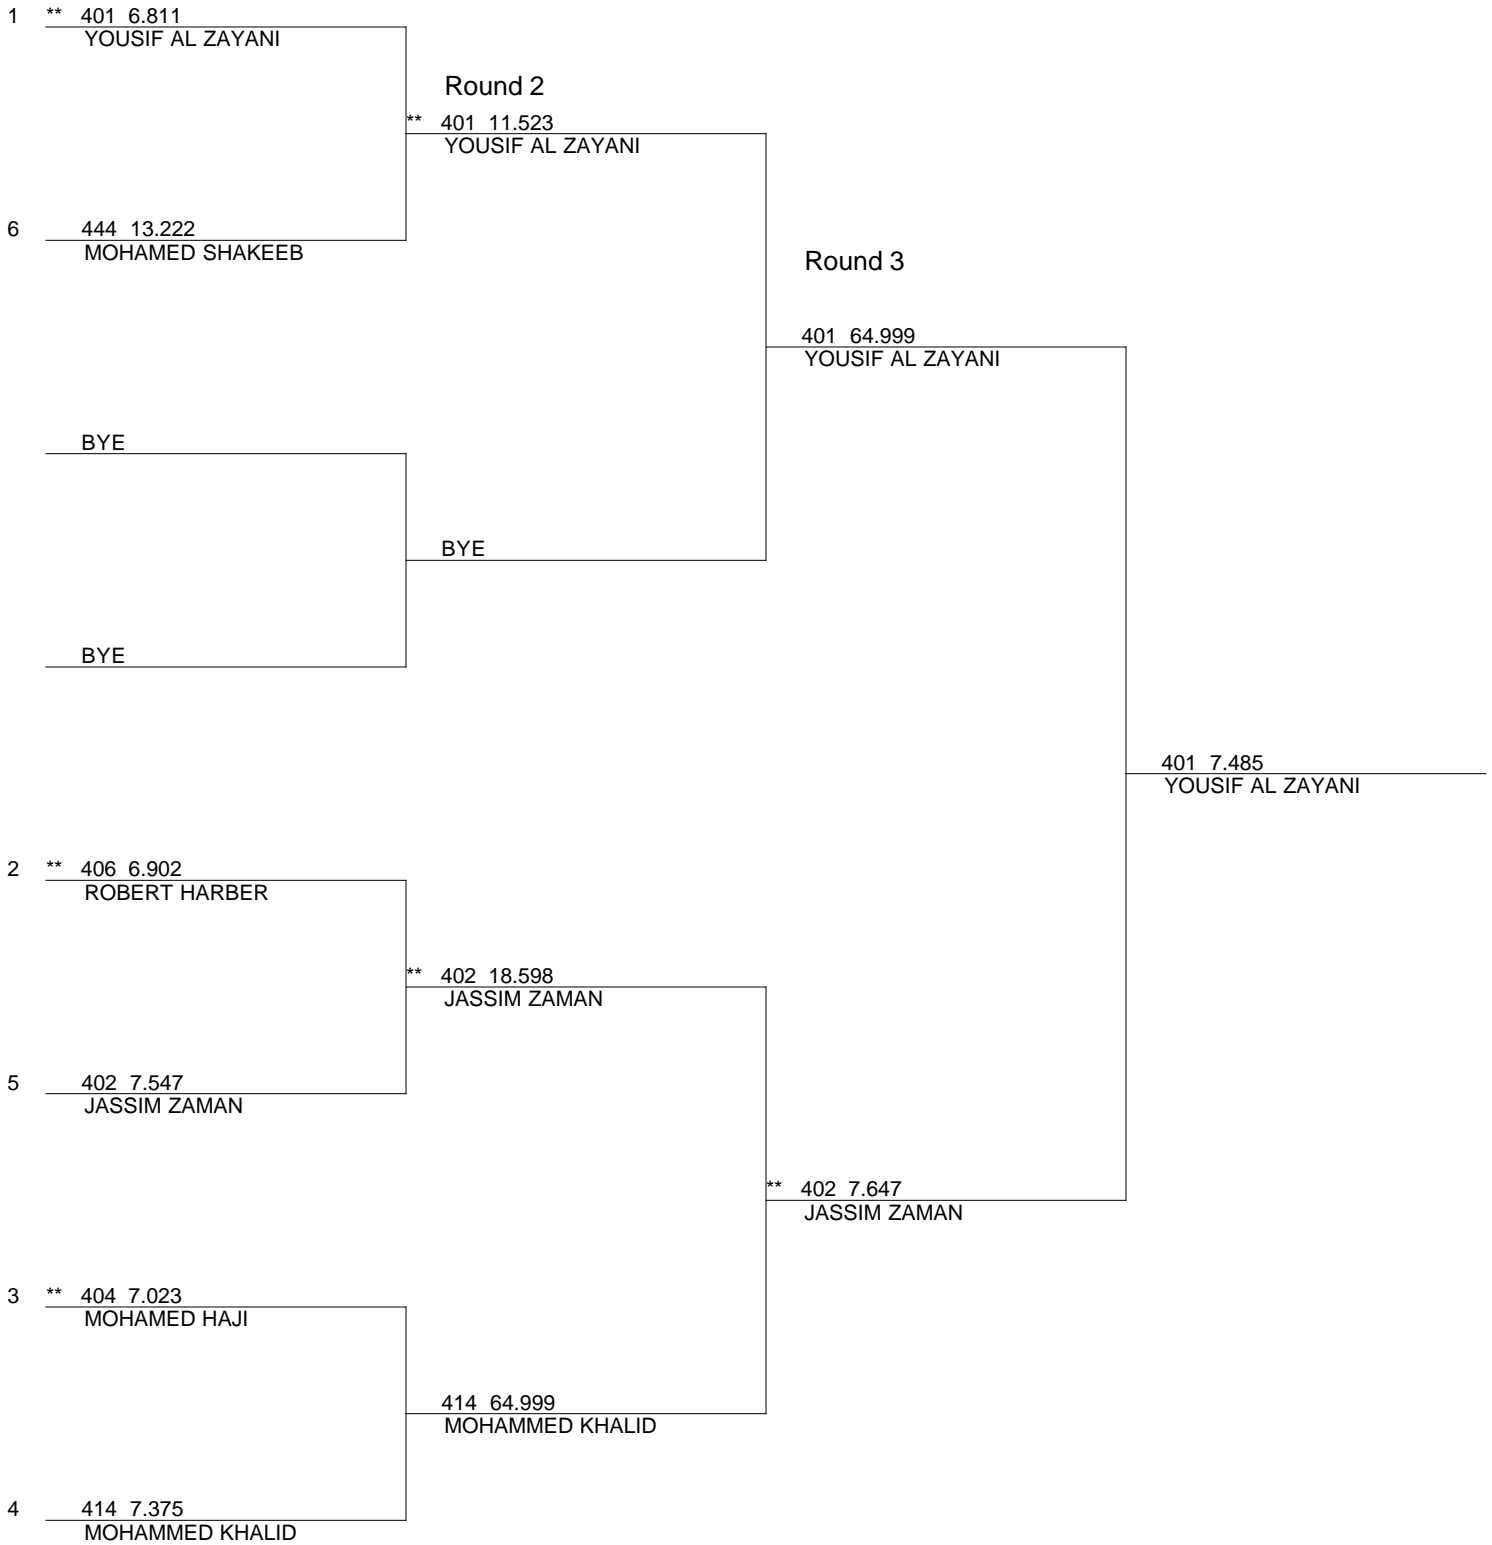 1 ** 401 6.811
YOUSIF AL ZAYANI
Round 2
** 401 11.523
YOUSIF AL ZAYANI
6 444 13.222
MOHAMED SHAKEEB
Round 3
401 64.999
YOUSIF AL ZAYANI
BYE
BYE
BYE
401 7.485
YOUSIF AL ZAYANI
2 ** 406 6.902
ROBERT HARBER
** 402 18.598
JASSIM ZAMAN
5 402 7.547
JASSIM ZAMAN
** 402 7.647
JASSIM ZAMAN
3 ** 404 7.023
MOHAMED HAJI
414 64.999
MOHAMMED KHALID
4 414 7.375
MOHAMMED KHALID